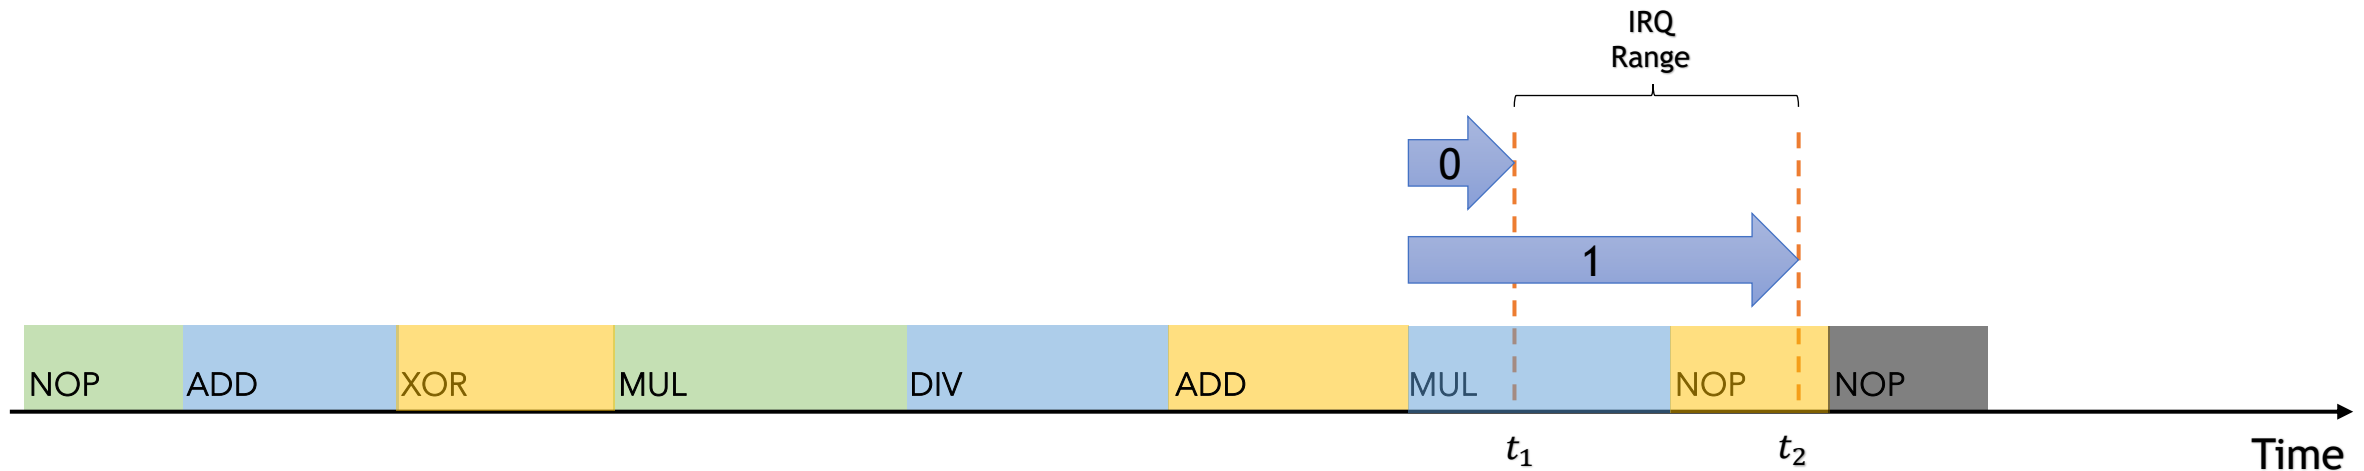 IRQ
Range
0
1
NOP ADD XOR MUL DIV ADD MUL NOP NOP
t1 t2
Time